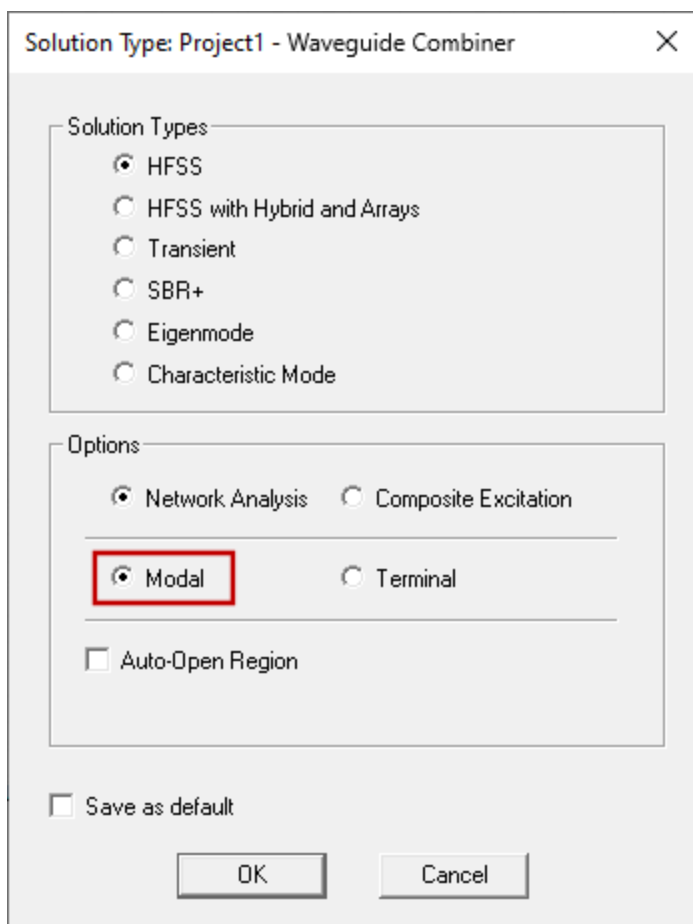 Solution Type: Project1 - Waveguide Combiner
Solution Types
HFSS
HFSS with Hybrid and Arrays
Transient
SBR+
Eigenmode
Characteristic Mode
Options
Network Analysis Composite Excitation
Modal Terminal
Auto-Open Region
Save as default
OK Cancel